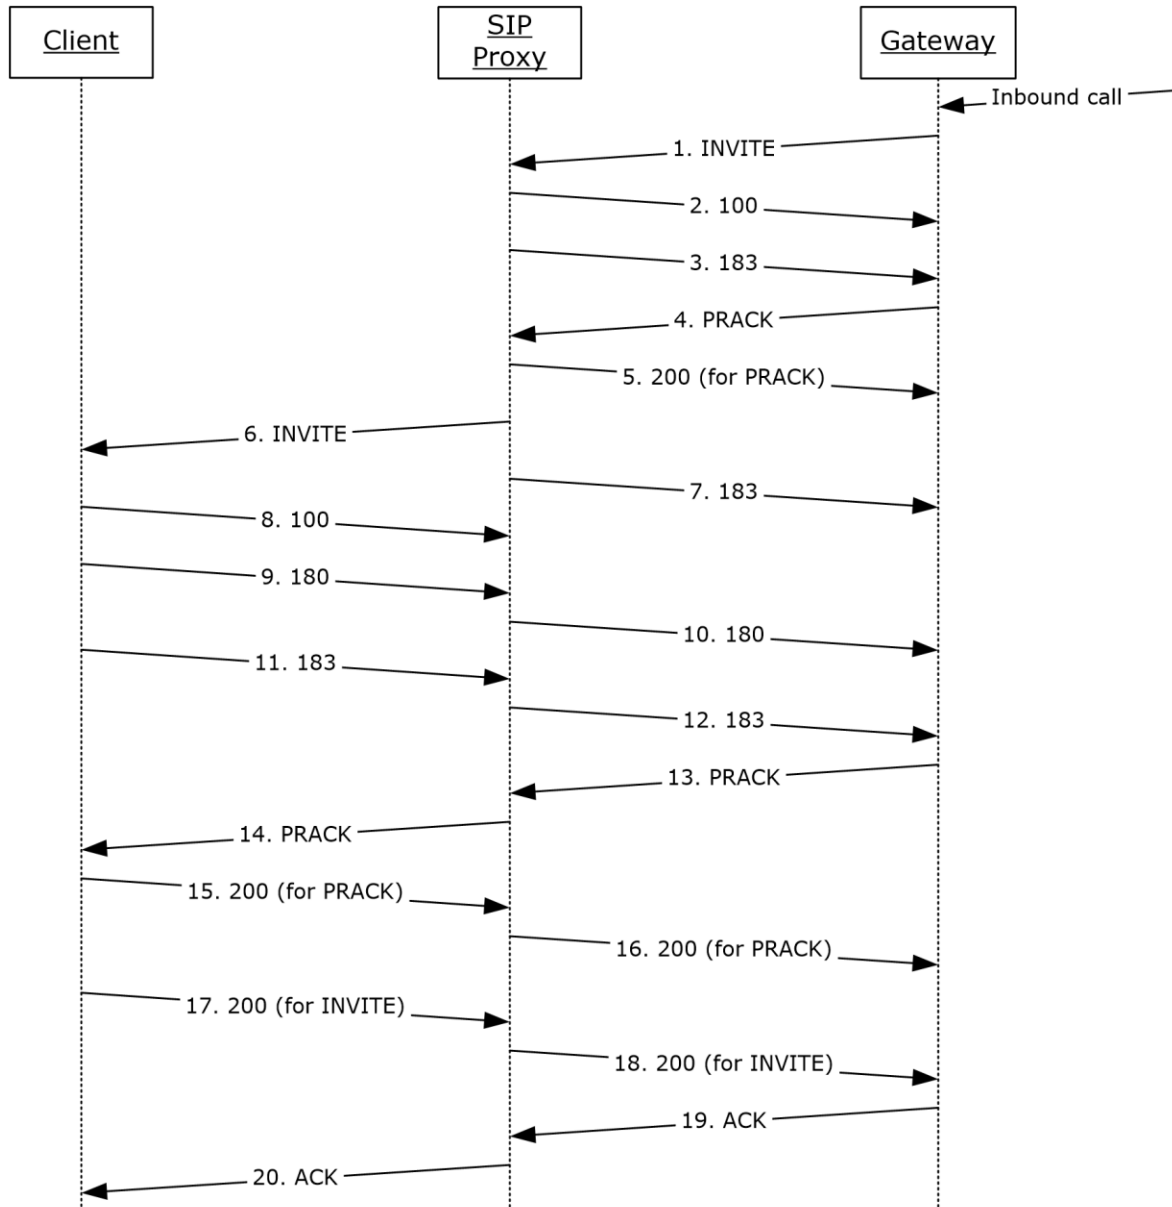 Client
SIP
Proxy
Gateway
Inbound call
1. INVITE
2. 100
3. 183
4. PRACK
5. 200 (for PRACK)
6. INVITE
7. 183
8. 100
9. 180
10. 180
11. 183
12. 183
13. PRACK
14. PRACK
15. 200 (for PRACK)
16. 200 (for PRACK)
17. 200 (for INVITE)
18. 200 (for INVITE)
19. ACK
20. ACK